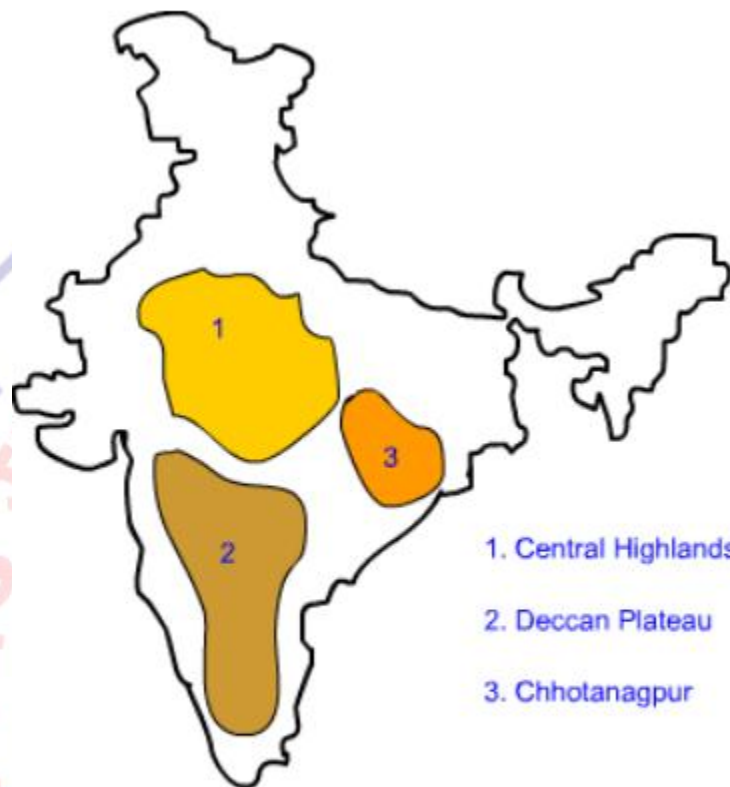 1
2
3
1. Central Highlands
2. Deccan Plateau
3. Chhotanagpur